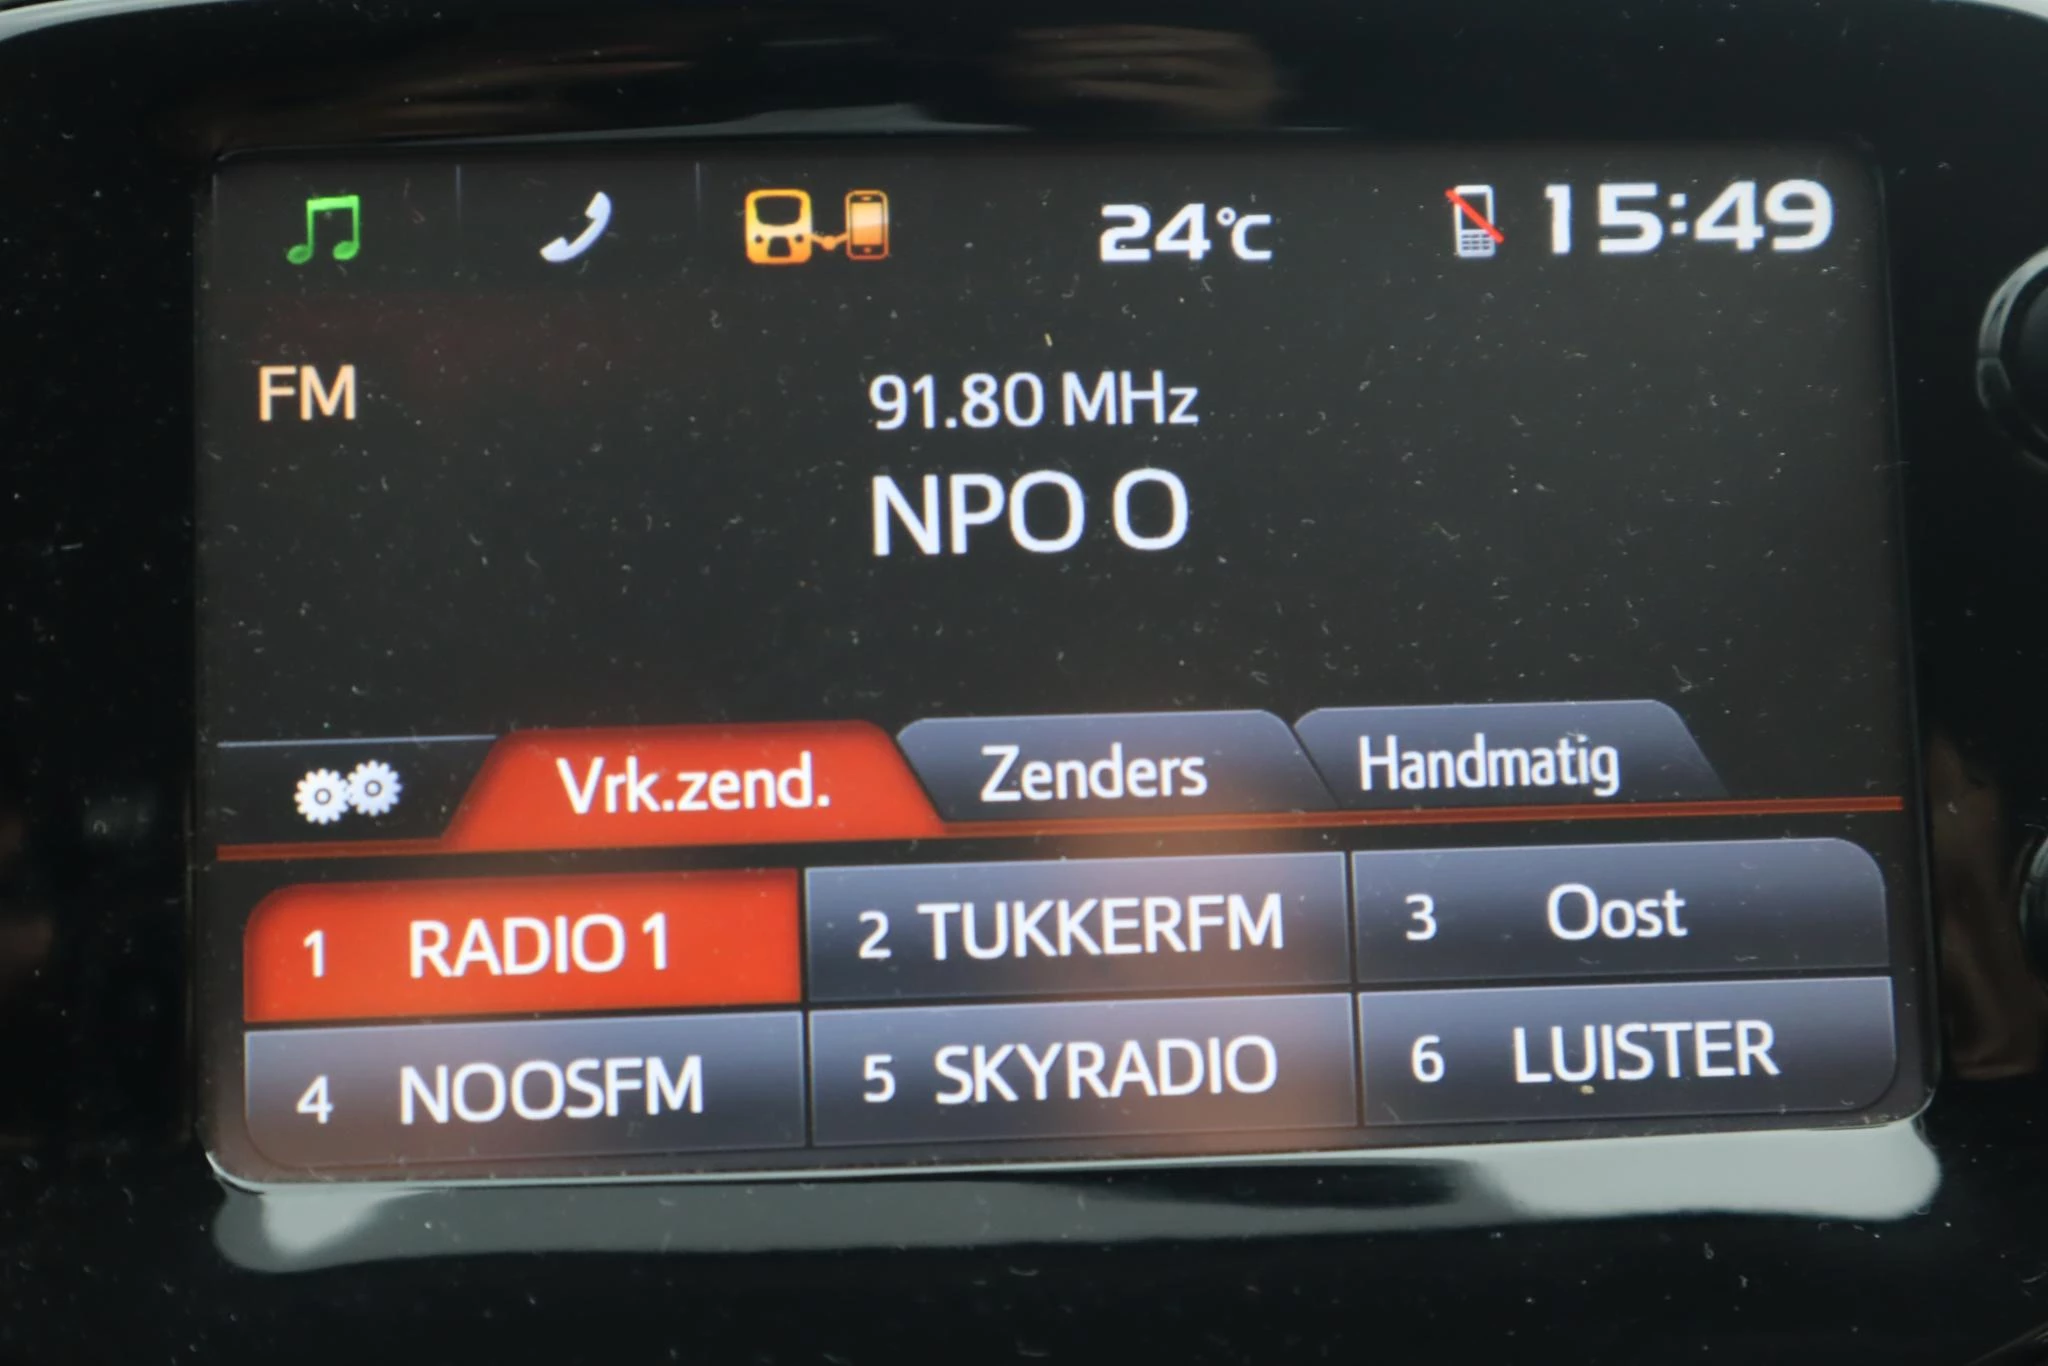 24°C 15:49
FM 91.80 MHz
NPO O
Vrk.zend. Zenders Handmatig
1 RADIO 1 2 TUKKERFM 3 Oost
4 NOOSFM 5 SKYRADIO 6 LUISTER